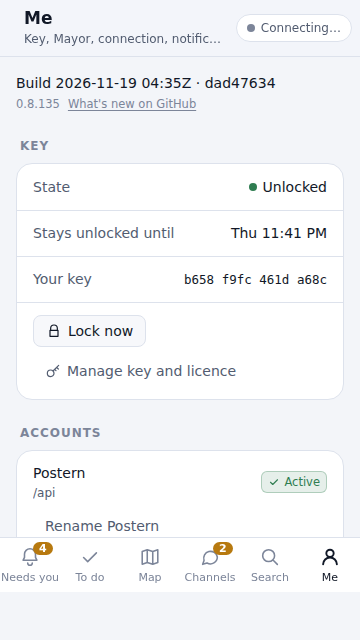 Me
Key, Mayor, connection, notific…
Connecting…
Build 2026-11-19 04:35Z · dad47634
0.8.135 What's new on GitHub
KEY
State Unlocked
Stays unlocked until Thu 11:41 PM
Your key b658 f9fc 461d a68c
Lock now
Manage key and licence
ACCOUNTS
Postern
/api
Active
Rename Postern
4 2
Needs you To do Map Channels Search Me